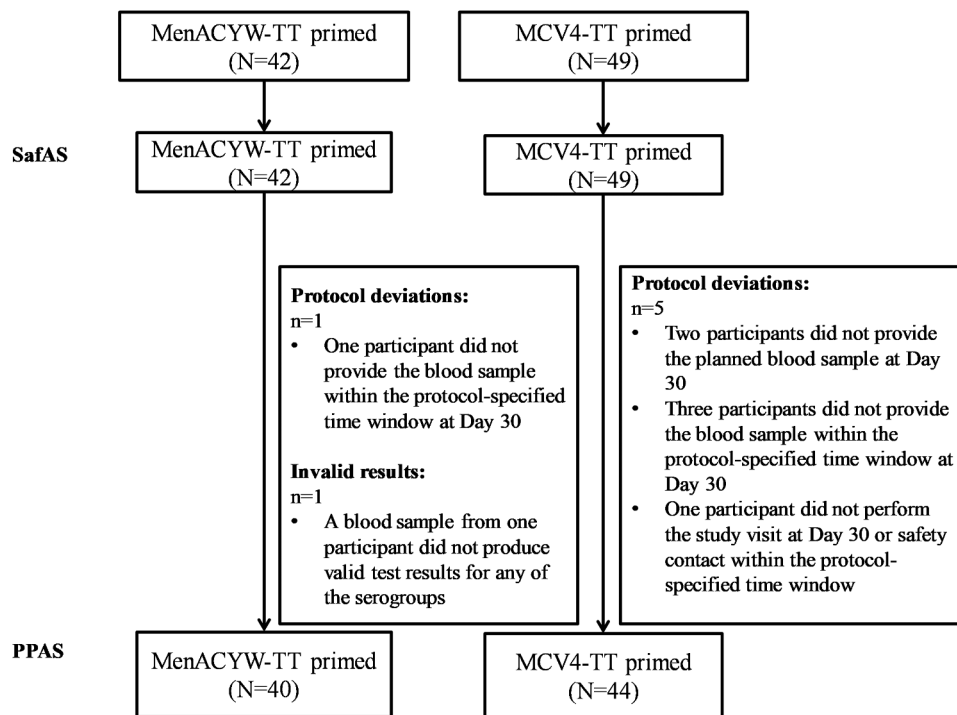 MenACYW-TT primed
(N=42)
MCV4-TT primed
(N=49)
SafAS
MenACYW-TT primed
(N=42)
MCV4-TT primed
(N=49)
Protocol deviations:
n=1
• One participant did not
provide the blood sample
within the protocol-specified
time window at Day 30
Invalid results:
n=1
• A blood sample from one
participant did not produce
valid test results for any of
the serogroups
Protocol deviations:
n=5
• Two participants did not provide
the planned blood sample at Day
30
• Three participants did not provide
the blood sample within the
protocol-specified time window at
Day 30
• One participant did not perform
the study visit at Day 30 or safety
contact within the protocol-
specified time window
PPAS
MenACYW-TT primed
(N=40)
MCV4-TT primed
(N=44)